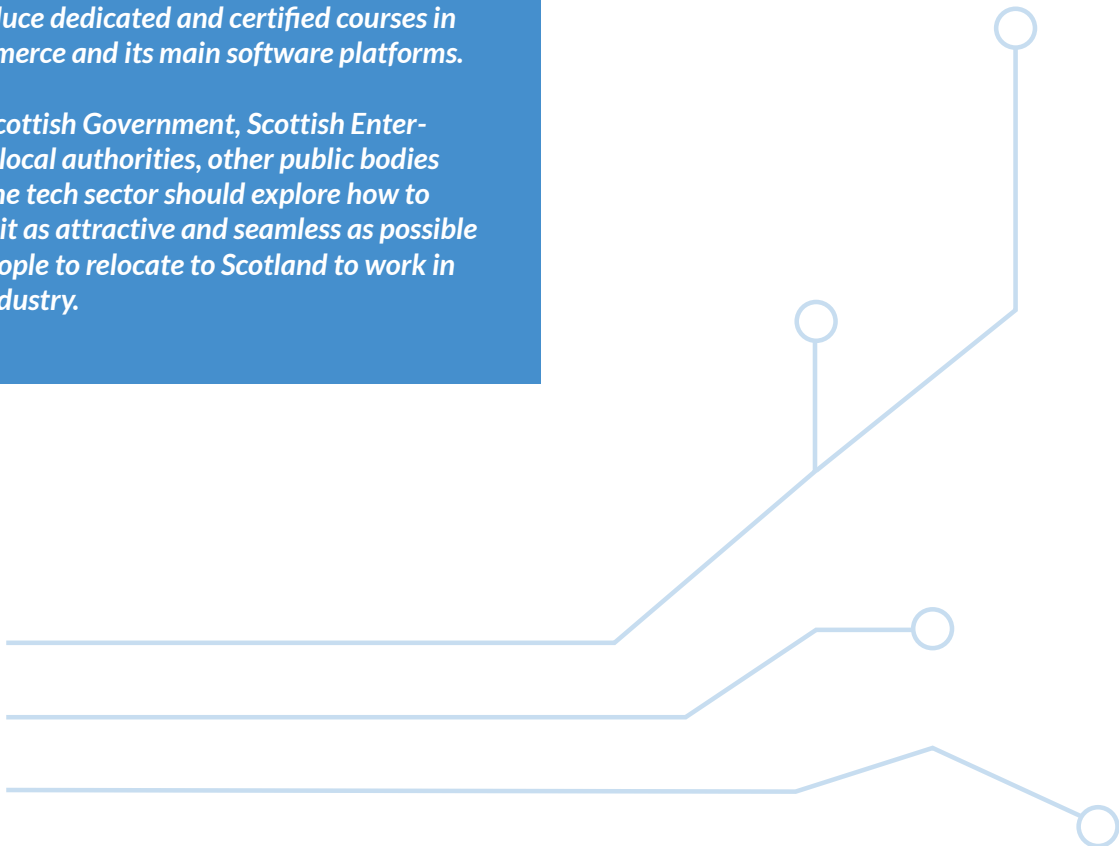 duce dedicated and certified courses in
merce and its main software platforms.
cottish Government, Scottish Enter-
local authorities, other public bodies
he tech sector should explore how to
it as attractive and seamless as possible
ople to relocate to Scotland to work in
dustry.